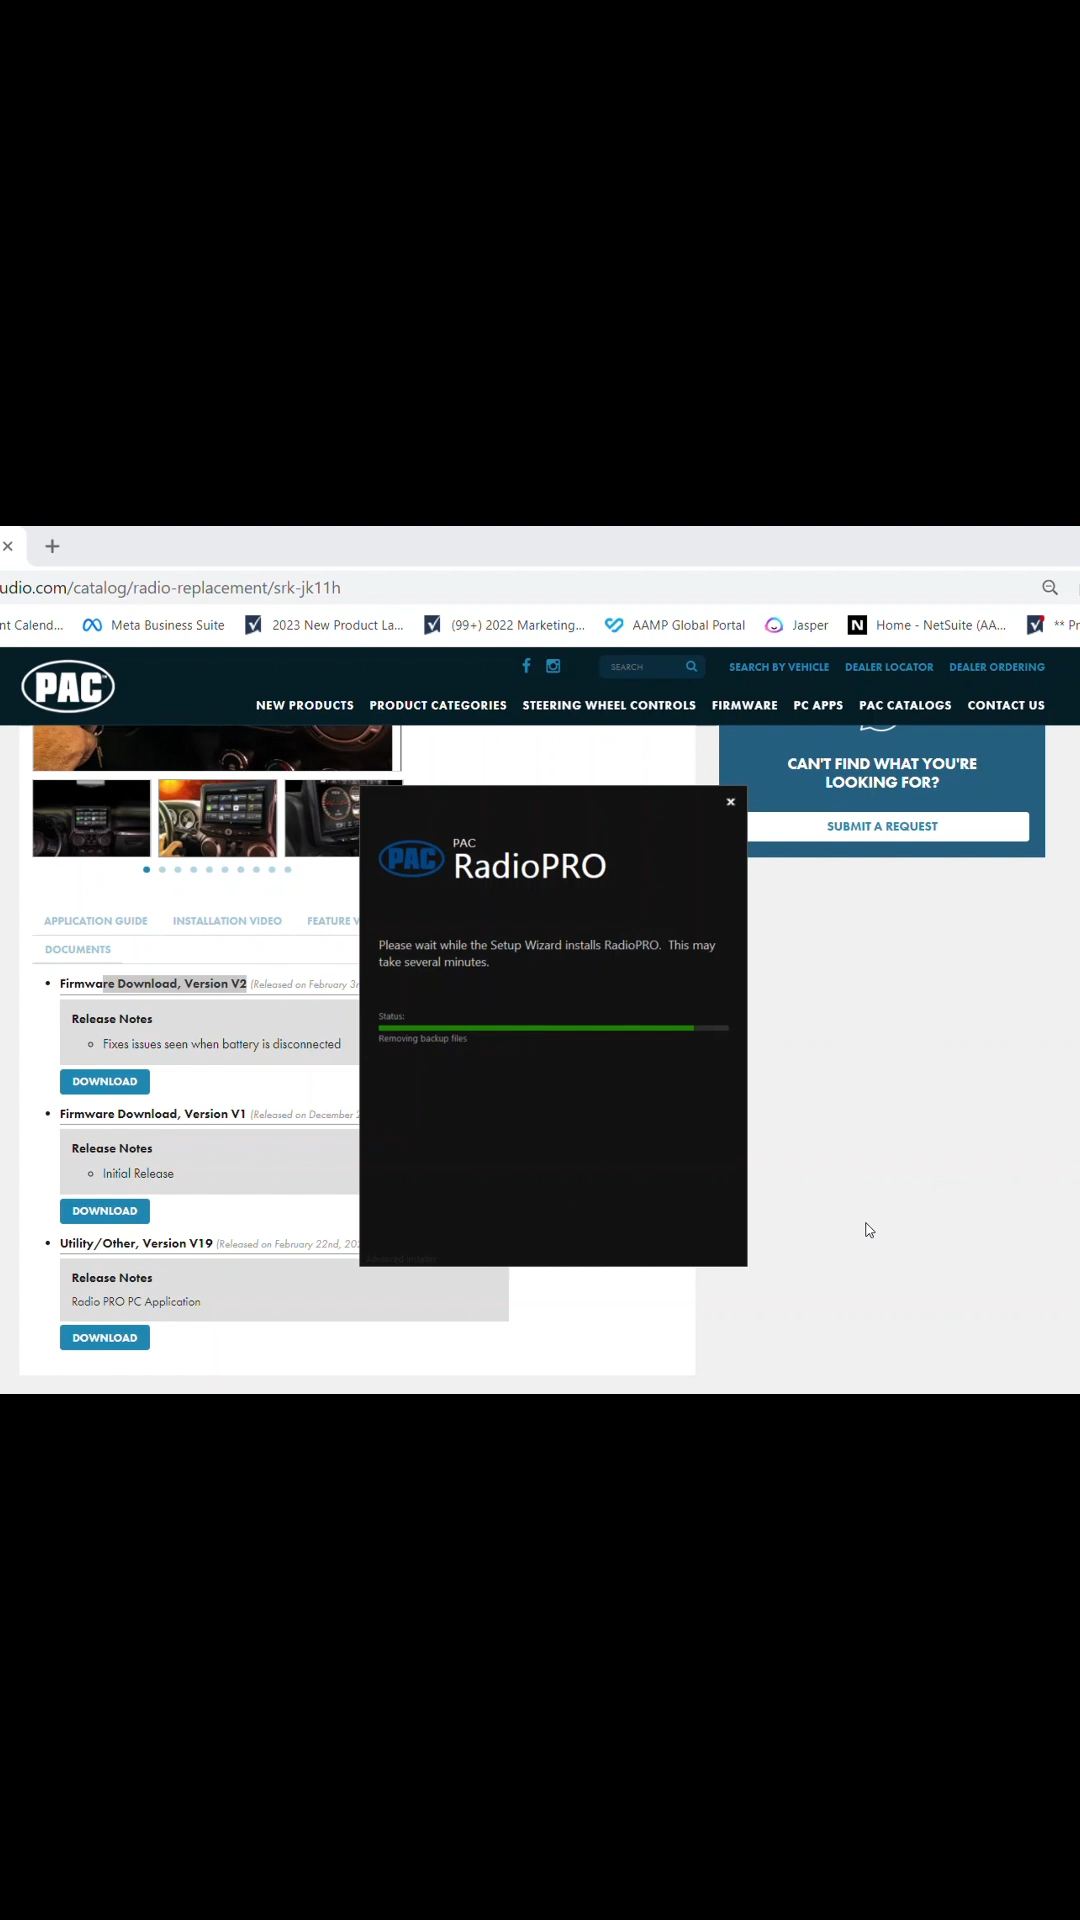 udio.com/catalog/radio-replacement/srk-jk11h
nt Calend...
Meta Business Suite
2023 New Product La...
(99+) 2022 Marketing...
AAMP Global Portal
Jasper
Home - NetSuite (AA...
** Pr
PAC
SEARCH
SEARCH BY VEHICLE
DEALER LOCATOR
DEALER ORDERING
NEW PRODUCTS
PRODUCT CATEGORIES
STEERING WHEEL CONTROLS
FIRMWARE
PC APPS
PAC CATALOGS
CONTACT US
CAN'T FIND WHAT YOU'RE
LOOKING FOR?
SUBMIT A REQUEST
PAC
PAC
RadioPRO
Please wait while the Setup Wizard installs RadioPRO. This may
take several minutes.
Status:
Removing backup files
APPLICATION GUIDE
INSTALLATION VIDEO
FEATURE V
DOCUMENTS
Firmware Download, Version V2 (Released on February 3r
Release Notes
Fixes issues seen when battery is disconnected
DOWNLOAD
Firmware Download, Version V1 (Released on December 2
Release Notes
Initial Release
DOWNLOAD
Utility/Other, Version V19 (Released on February 22nd, 20
Release Notes
Radio PRO PC Application
DOWNLOAD